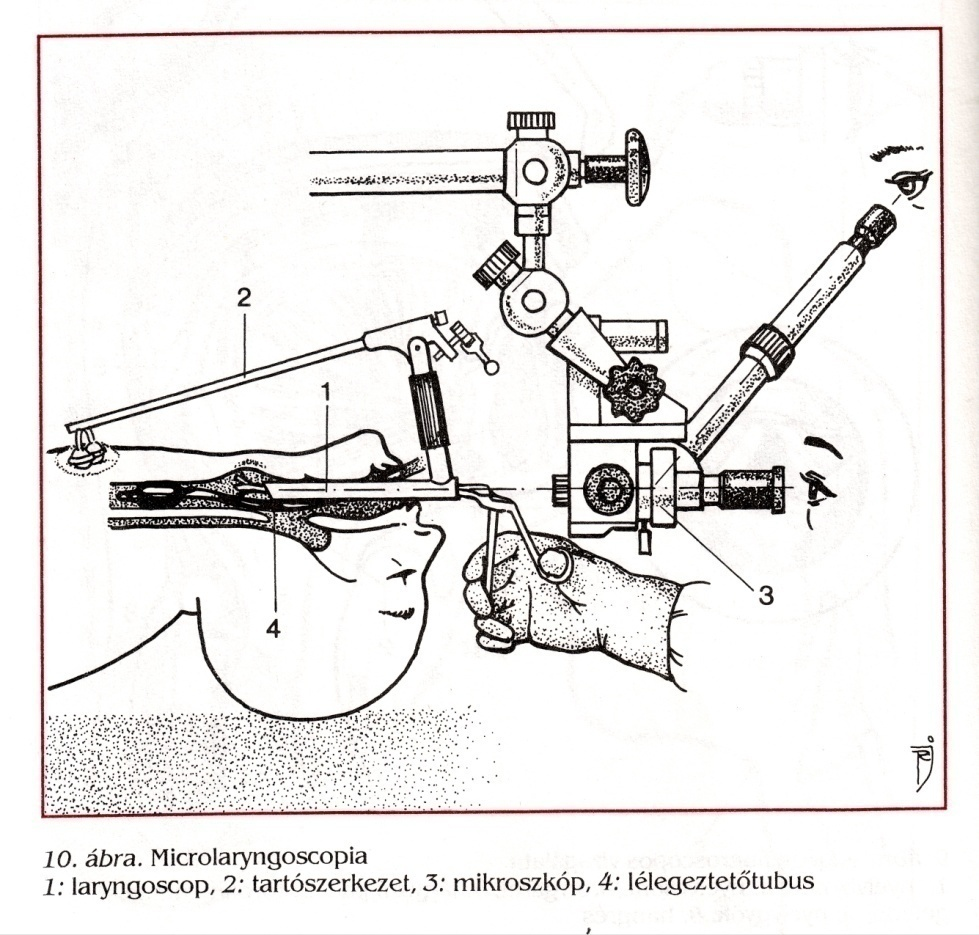 2
1
3
4
10. ábra. Microlaryngoscopia
1: laryngoscop, 2: tartószerkezet, 3: mikroszkóp, 4: lélegeztetőtubus